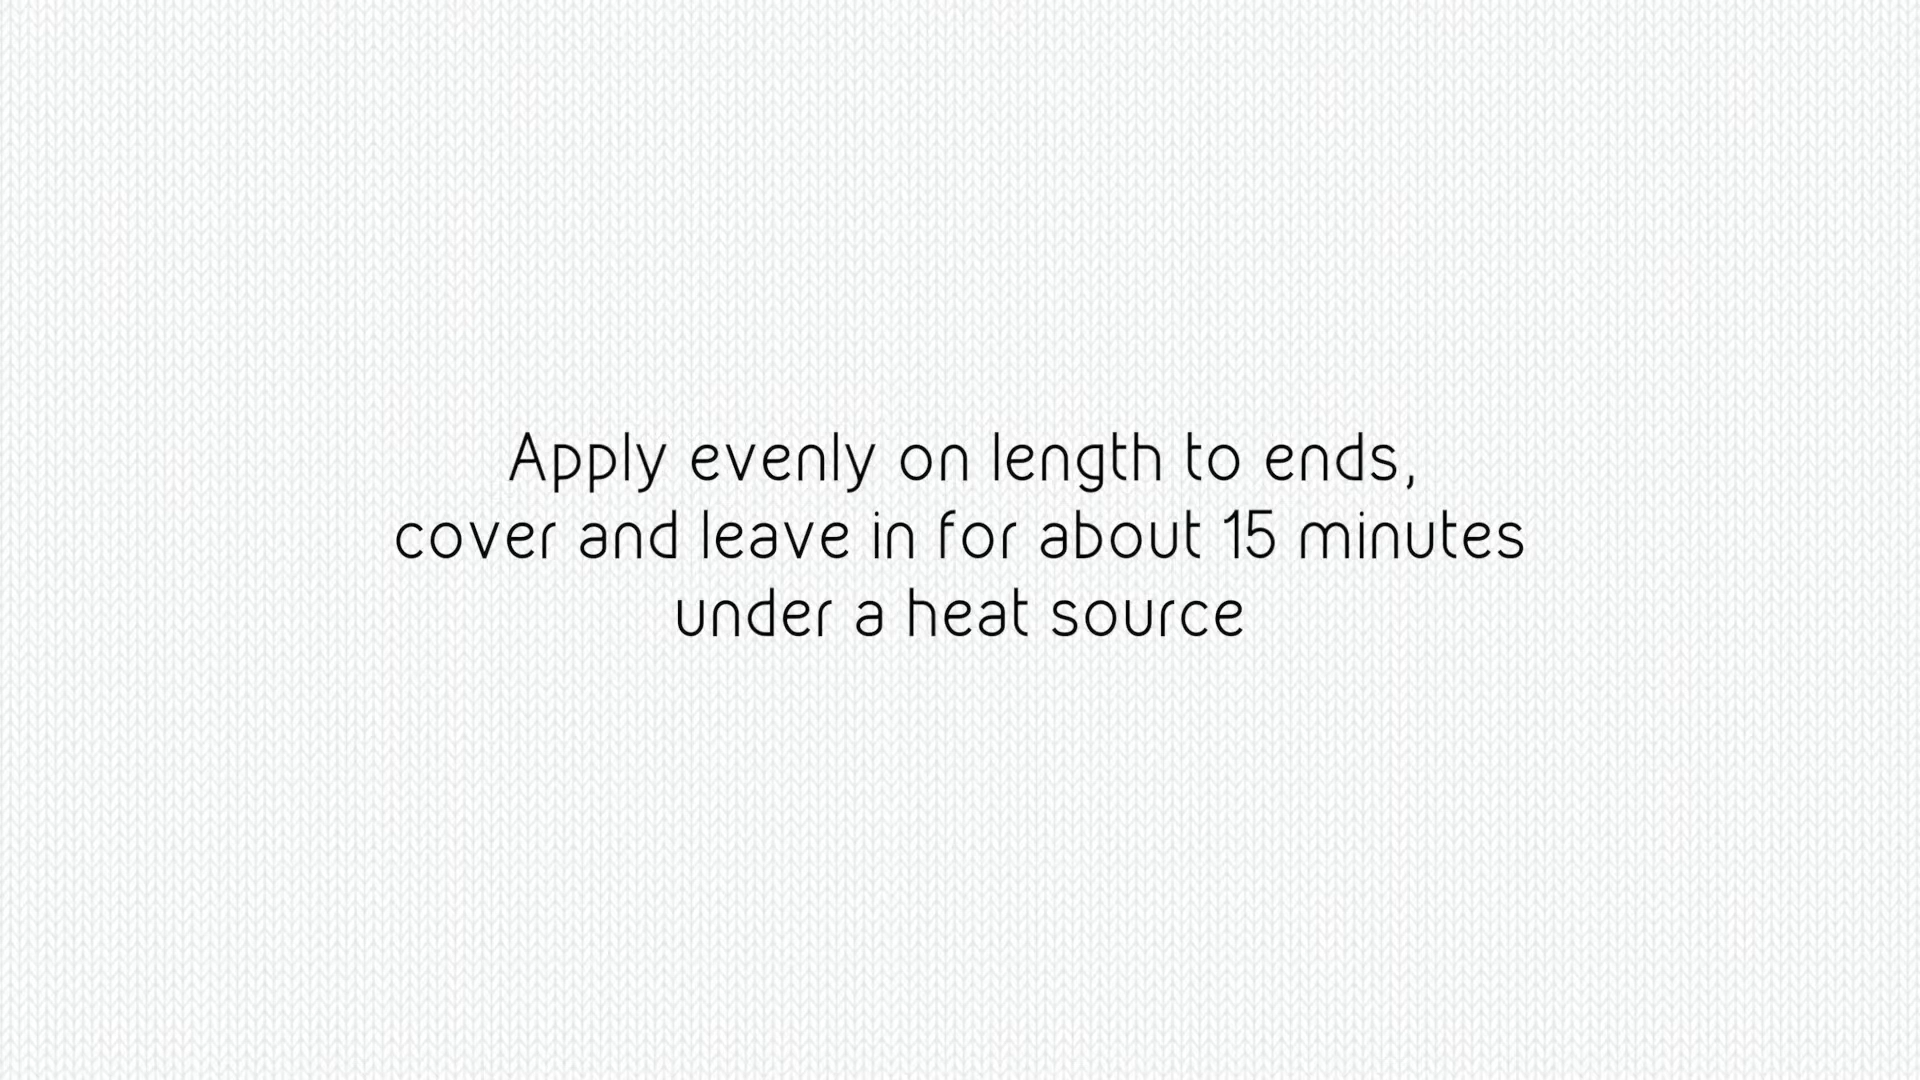 Apply evenly on length to ends,
cover and leave in for about 15 minutes
under a heat source